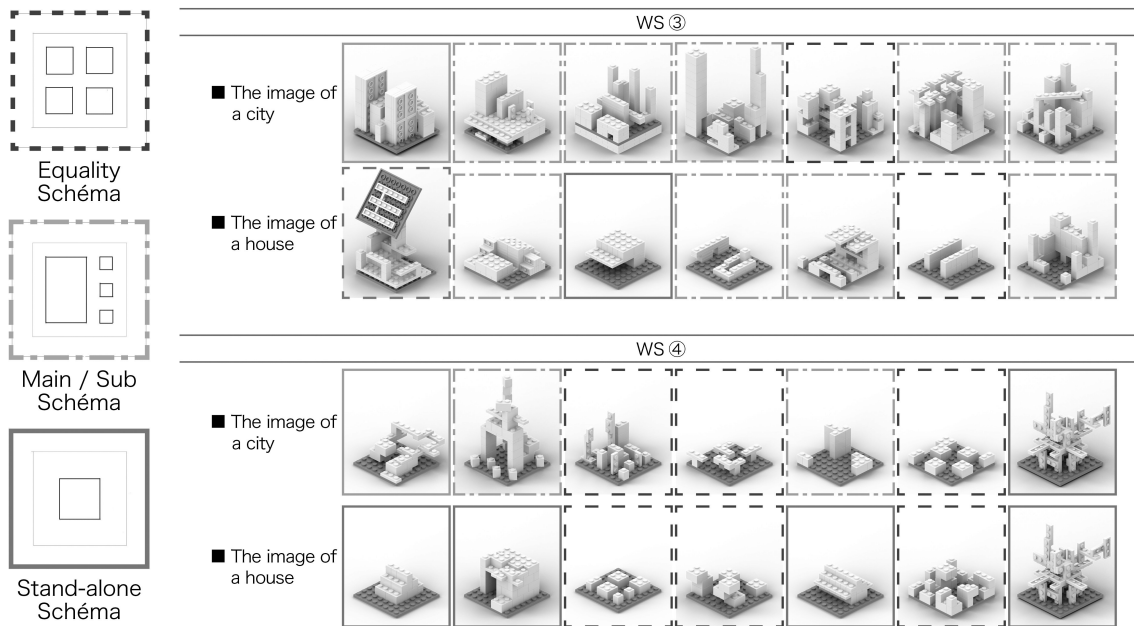 Equality
Schéma
Main / Sub
Schéma
Stand-alone
Schéma
WS ③
■ The image of
a city
■ The image of
a house
WS ④
■ The image of
a city
■ The image of
a house